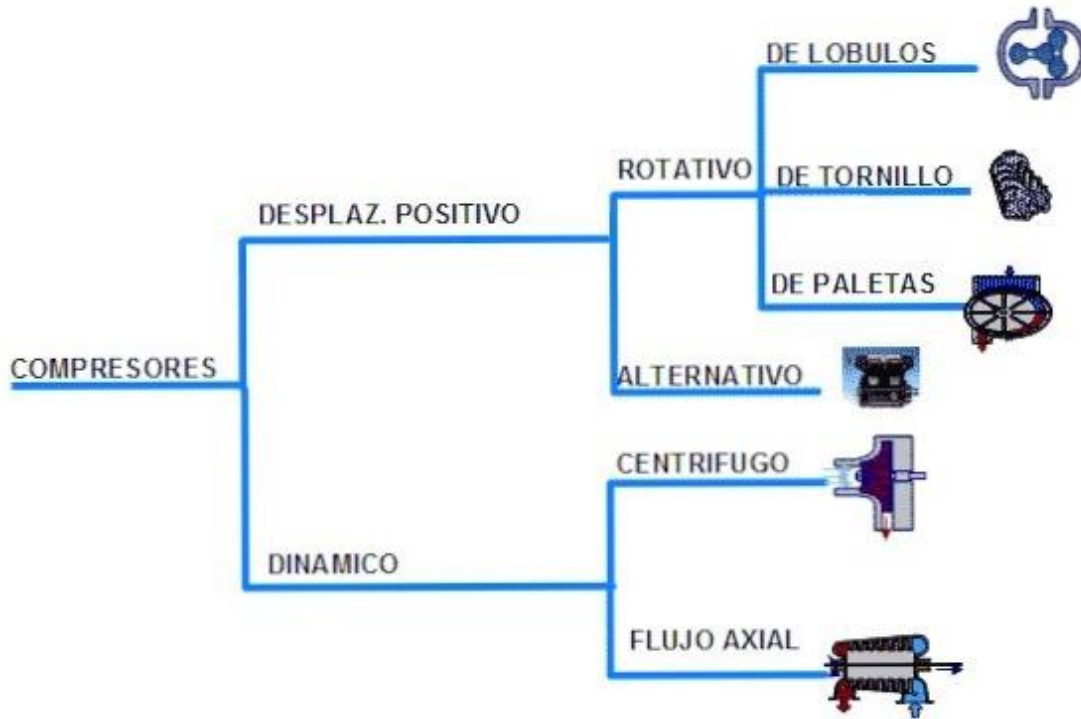 DE LOBULOS
ROTATIVO
DE TORNILLO
DESPLAZ. POSITIVO
DE PALETAS
COMPRESORES
ALTERNATIVO
CENTRIFUGO
DINAMICO
FLUJO AXIAL